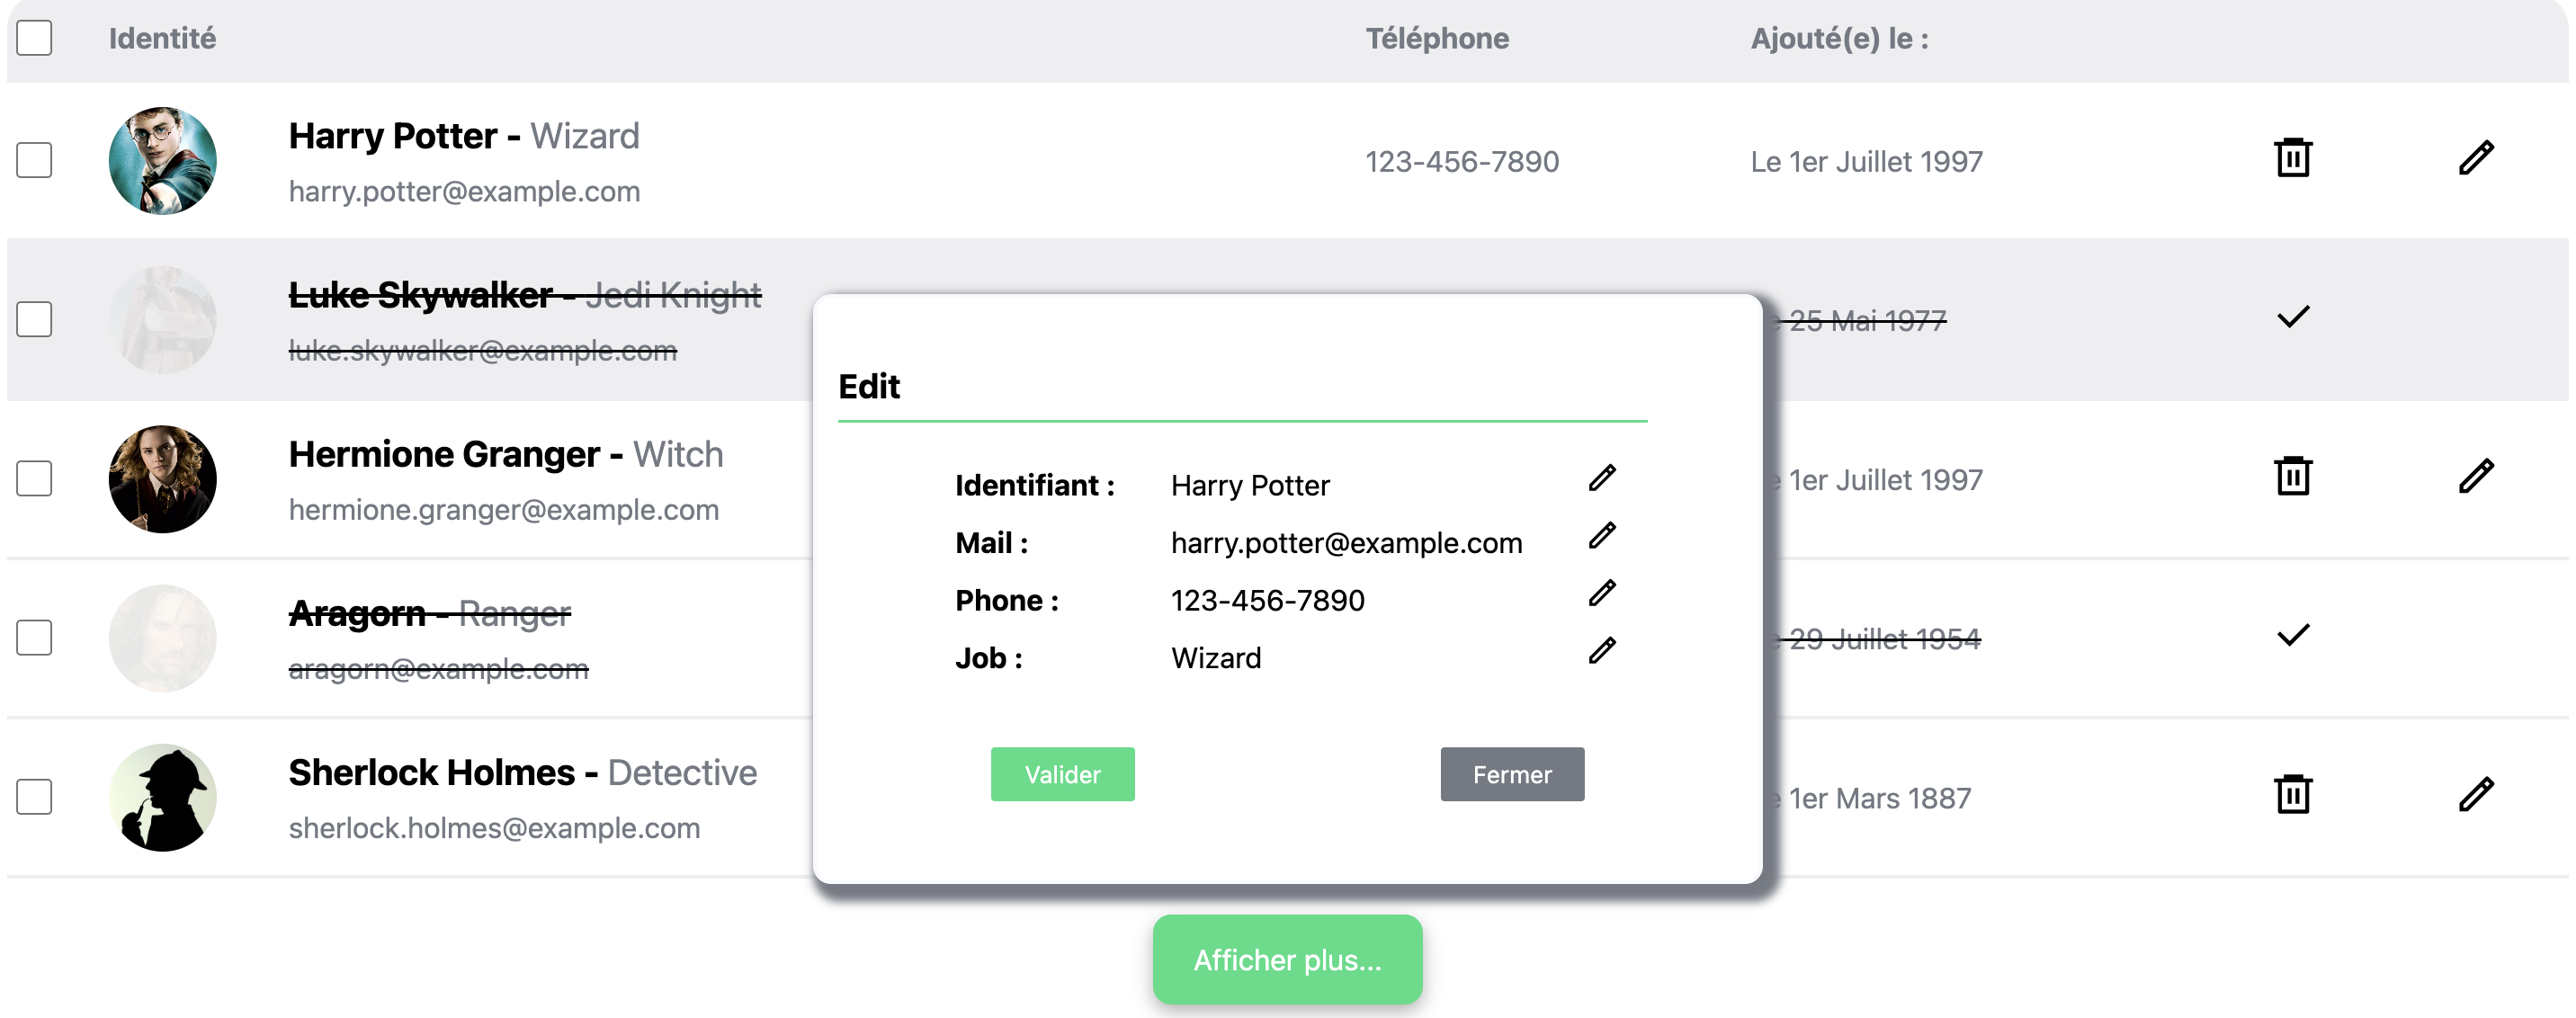 Identité Téléphone Ajouté(e) le :
Harry Potter - Wizard
harry.potter@example.com
123-456-7890
Le 1er Juillet 1997
Luke Skywalker - Jedi Knight
luke.skywalker@example.com
25 Mai 1977
Hermione Granger - Witch
hermione.granger@example.com
1er Juillet 1997
Aragorn - Ranger
aragorn@example.com
29 Juillet 1954
Sherlock Holmes - Detective
sherlock.holmes@example.com
1er Mars 1887
Edit
Identifiant : Harry Potter
Mail : harry.potter@example.com
Phone : 123-456-7890
Job : Wizard
Valider
Fermer
Afficher plus...